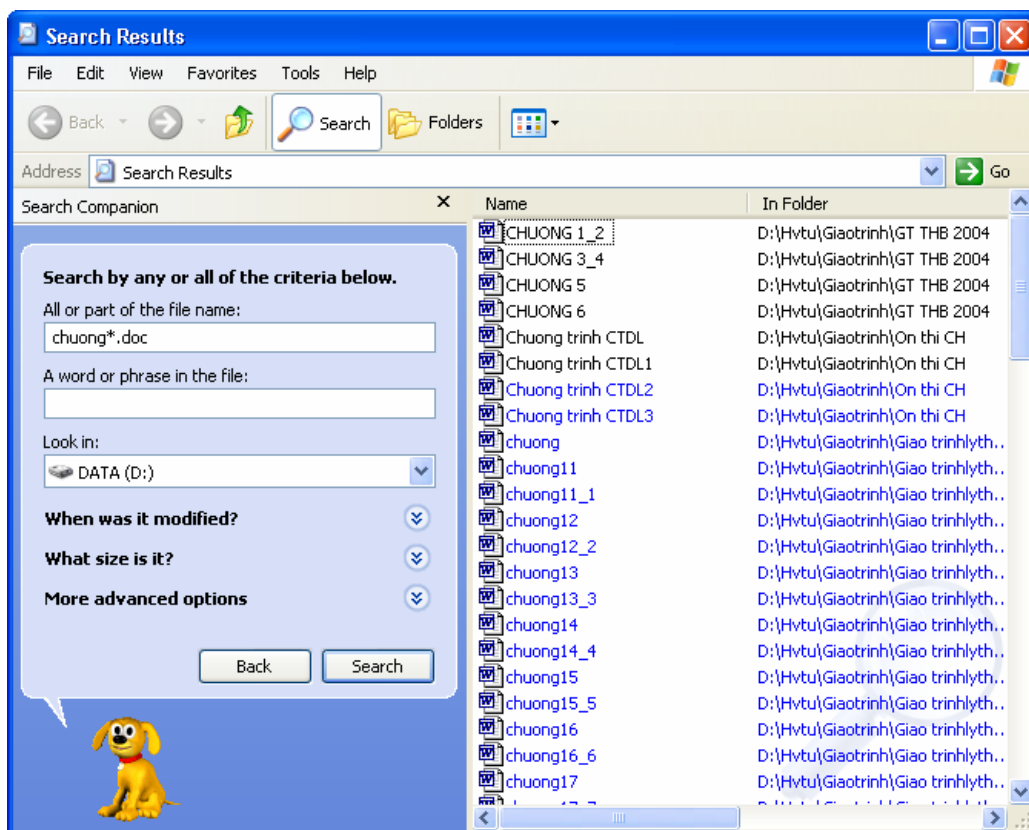 Search Results
File Edit View Favorites Tools Help
Back Search Folders
Address Search Results Go
Search Companion
Search by any or all of the criteria below.
All or part of the file name:
chuong*.doc
A word or phrase in the file:
Look in:
DATA (D:)
When was it modified?
What size is it?
More advanced options
Back Search
Name In Folder
CHUONG 1_2 D:\Hvtu\Giaotrinh\GT THB 2004
CHUONG 3_4 D:\Hvtu\Giaotrinh\GT THB 2004
CHUONG 5 D:\Hvtu\Giaotrinh\GT THB 2004
CHUONG 6 D:\Hvtu\Giaotrinh\GT THB 2004
Chuong trinh CTDL D:\Hvtu\Giaotrinh\On thi CH
Chuong trinh CTDL1 D:\Hvtu\Giaotrinh\On thi CH
Chuong trinh CTDL2 D:\Hvtu\Giaotrinh\On thi CH
Chuong trinh CTDL3 D:\Hvtu\Giaotrinh\On thi CH
chuong D:\Hvtu\Giaotrinh\Giao trinhlyth...
chuong11 D:\Hvtu\Giaotrinh\Giao trinhlyth...
chuong11_1 D:\Hvtu\Giaotrinh\Giao trinhlyth...
chuong12 D:\Hvtu\Giaotrinh\Giao trinhlyth...
chuong12_2 D:\Hvtu\Giaotrinh\Giao trinhlyth...
chuong13 D:\Hvtu\Giaotrinh\Giao trinhlyth...
chuong13_3 D:\Hvtu\Giaotrinh\Giao trinhlyth...
chuong14 D:\Hvtu\Giaotrinh\Giao trinhlyth...
chuong14_4 D:\Hvtu\Giaotrinh\Giao trinhlyth...
chuong15 D:\Hvtu\Giaotrinh\Giao trinhlyth...
chuong15_5 D:\Hvtu\Giaotrinh\Giao trinhlyth...
chuong16 D:\Hvtu\Giaotrinh\Giao trinhlyth...
chuong16_6 D:\Hvtu\Giaotrinh\Giao trinhlyth...
chuong17 D:\Hvtu\Giaotrinh\Giao trinhlyth...